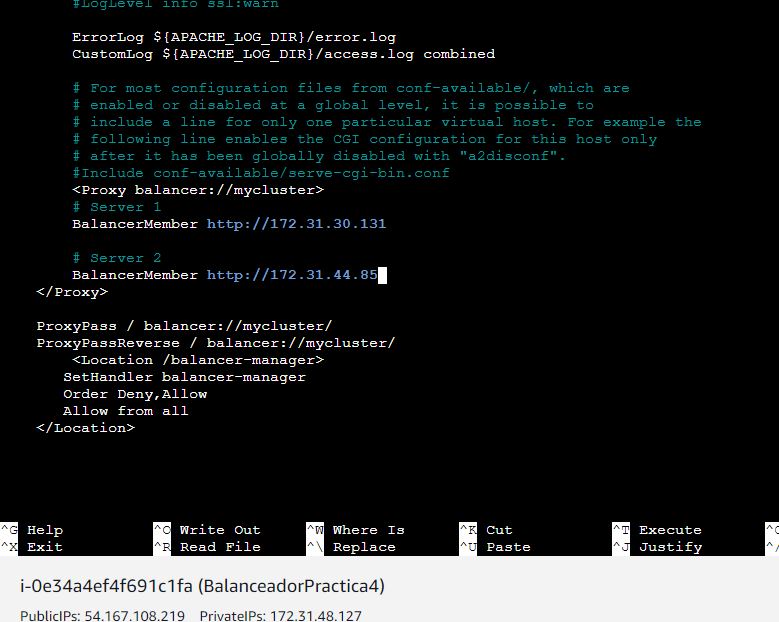 #LogLevel info ssl:warn
ErrorLog ${APACHE_LOG_DIR}/error.log
CustomLog ${APACHE_LOG_DIR}/access.log combined
# For most configuration files from conf-available/, which are
# enabled or disabled at a global level, it is possible to
# include a line for only one particular virtual host. For example the
# following line enables the CGI configuration for this host only
# after it has been globally disabled with "a2disconf".
#Include conf-available/serve-cgi-bin.conf
<Proxy balancer://mycluster>
# Server 1
BalancerMember http://172.31.30.131
# Server 2
BalancerMember http://172.31.44.85
</Proxy>
ProxyPass / balancer://mycluster/
ProxyPassReverse / balancer://mycluster/
<Location /balancer-manager>
SetHandler balancer-manager
Order Deny,Allow
Allow from all
</Location>
^G Help ^O Write Out ^W Where Is ^K Cut ^T Execute
^X Exit ^R Read File ^\ Replace ^U Paste ^J Justify
i-0e34a4ef4f691c1fa (BalanceadorPractica4)
PublicIPs: 54.167.108.219 PrivateIPs: 172.31.48.127